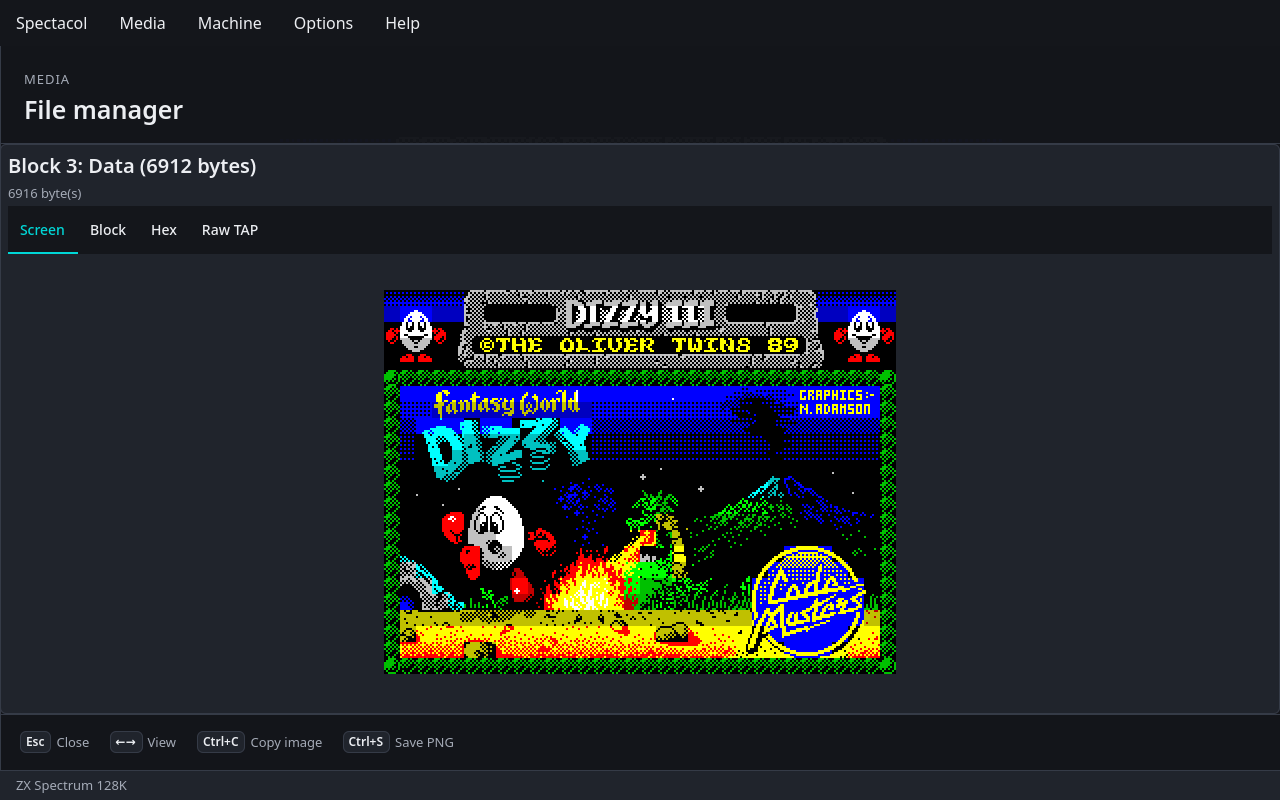 Spectacol Media Machine Options Help
MEDIA
File manager
Block 3: Data (6912 bytes)
6916 byte(s)
Screen Block Hex Raw TAP
DIZZY III
©THE OLIVER TWINS 89
fantasy World
DIZZY
GRAPHICS:-
N.ADAMSON
Code
Masters
Esc Close ←→ View Ctrl+C Copy image Ctrl+S Save PNG
ZX Spectrum 128K